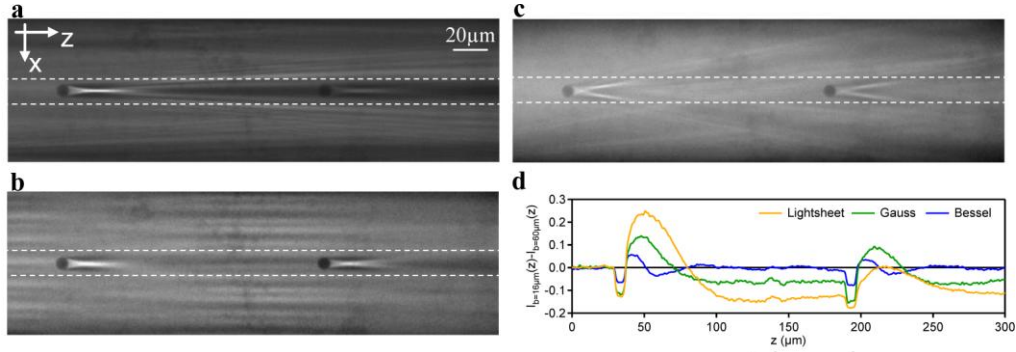 a
z
x
20μm
b
c
d
Lightsheet
Gauss
Bessel
I_b=16μm(z)-I_b=60μm(z)
0.3
0.2
0.1
0.0
-0.1
-0.2
0
50
100
150
200
250
300
z (μm)